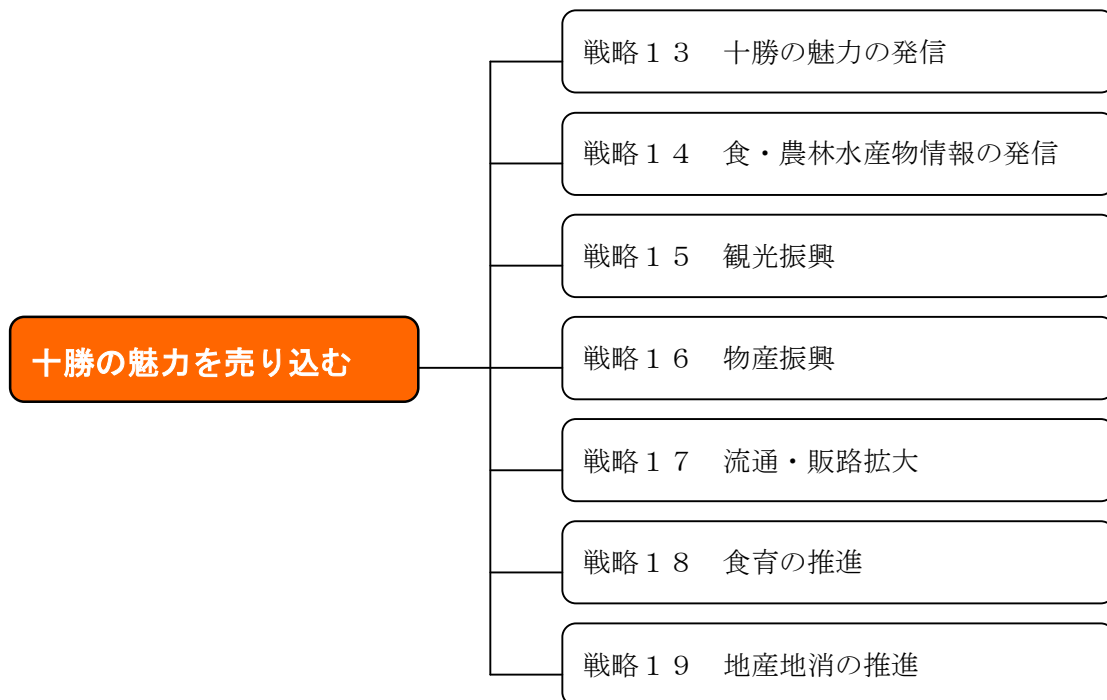 十勝の魅力を売り込む
戦略１３　十勝の魅力の発信
戦略１４　食・農林水産物情報の発信
戦略１５　観光振興
戦略１６　物産振興
戦略１７　流通・販路拡大
戦略１８　食育の推進
戦略１９　地産地消の推進